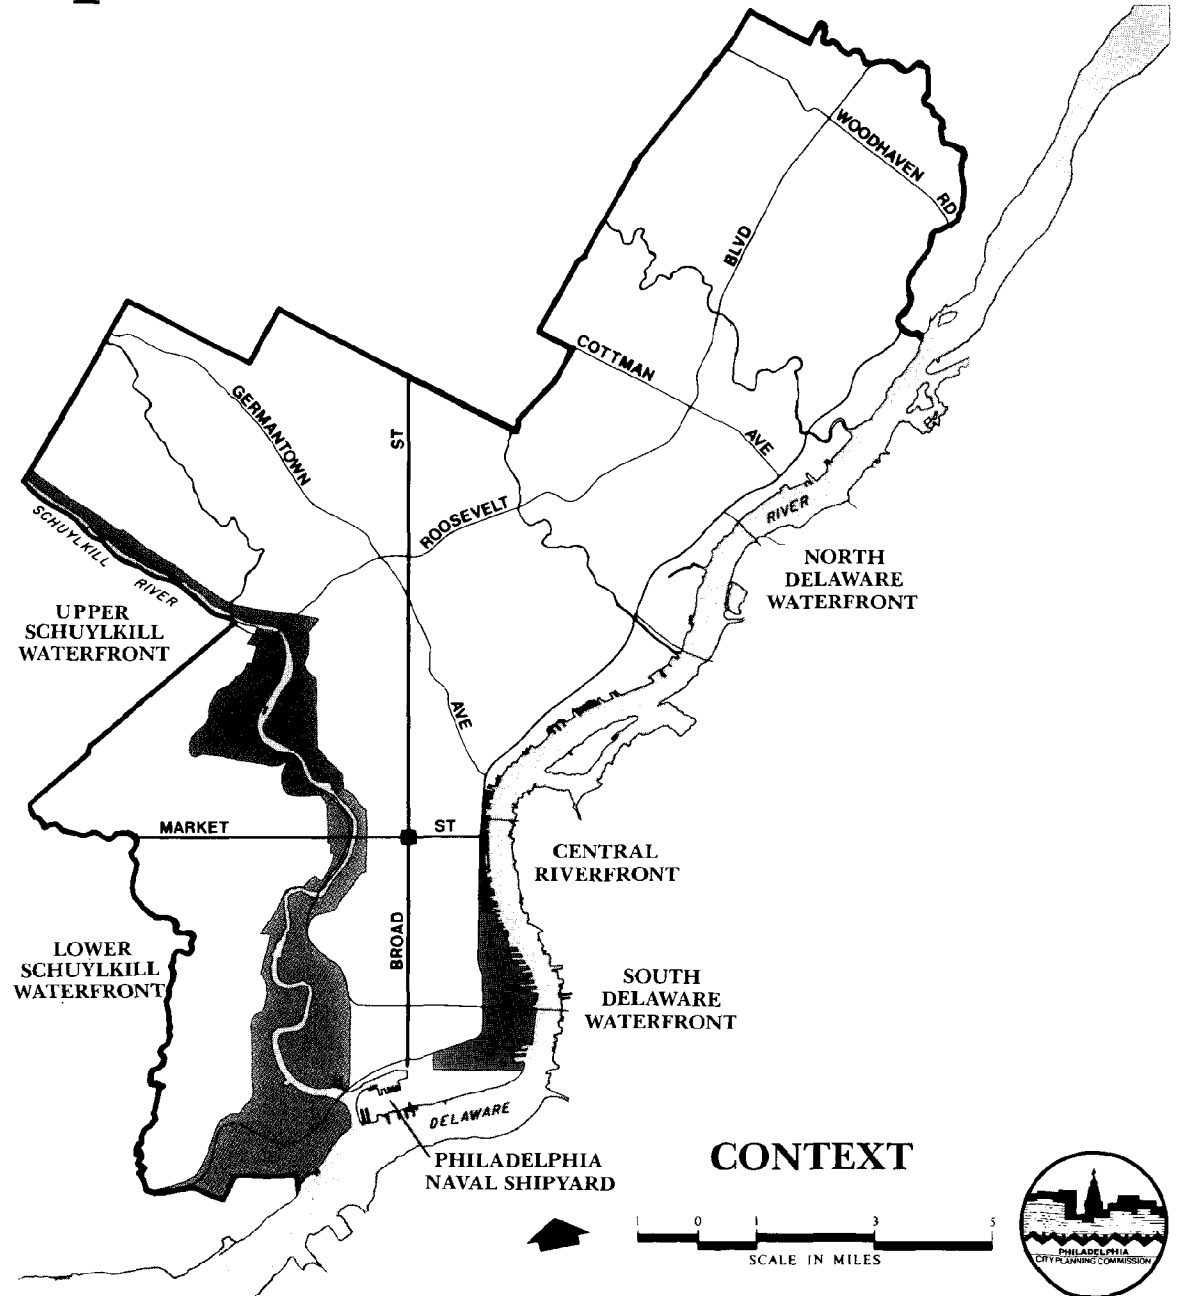 WOODHAVEN RD
BLVD
COTTMAN AVE
GERMANTOWN AVE
ST
ROOSEVELT
RIVER
SCHUYLKILL RIVER
NORTH
DELAWARE
WATERFRONT
UPPER
SCHUYLKILL
WATERFRONT
MARKET ST
CENTRAL
RIVERFRONT
BROAD
LOWER
SCHUYLKILL
WATERFRONT
SOUTH
DELAWARE
WATERFRONT
DELAWARE
PHILADELPHIA
NAVAL SHIPYARD
CONTEXT
1 0 1 3 5
SCALE IN MILES
PHILADELPHIA
CITY PLANNING COMMISSION